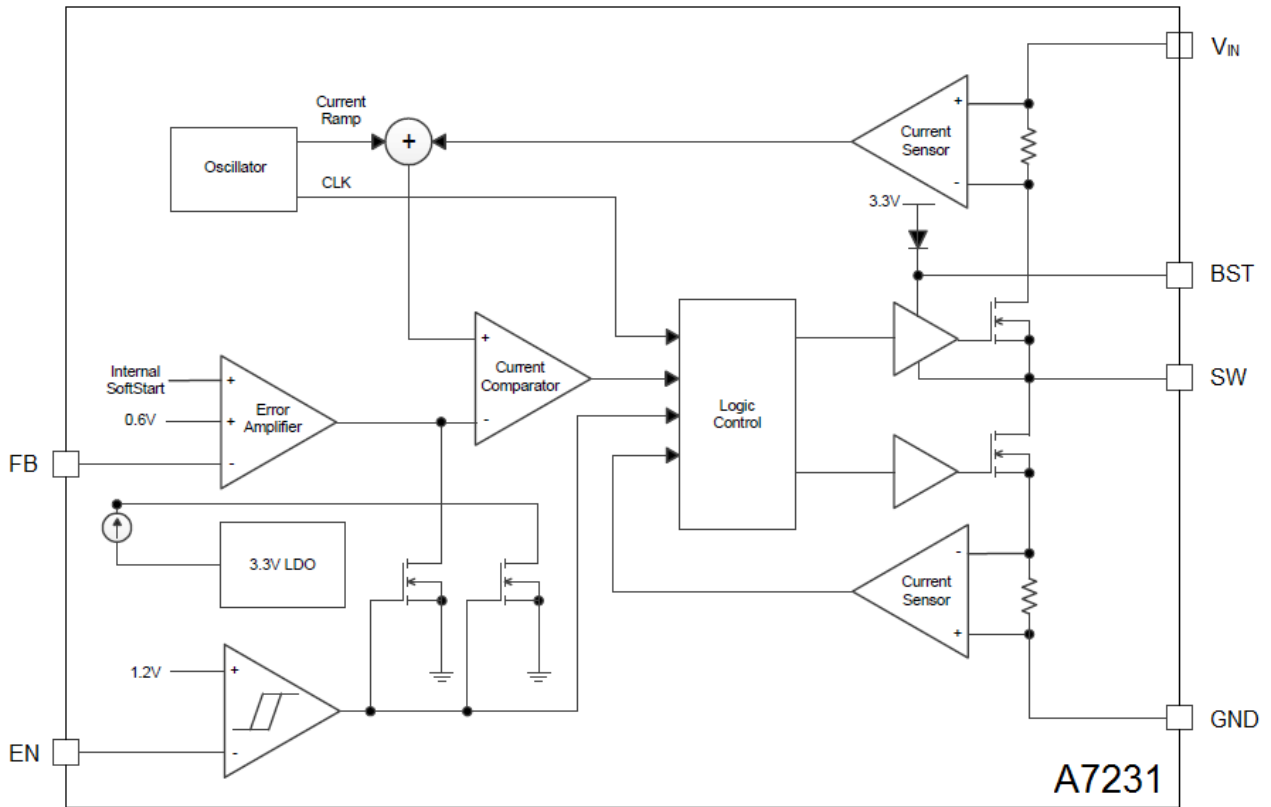 VIN
Current
Ramp
+
+
Current
Sensor
-
Oscillator
CLK
3.3V
BST
+
Current
Comparator
-
Internal
SoftStart
+
0.6V
+
Error
Amplifier
-
FB
Logic
Control
SW
3.3V LDO
-
Current
Sensor
+
1.2V
+
-
EN
GND
A7231